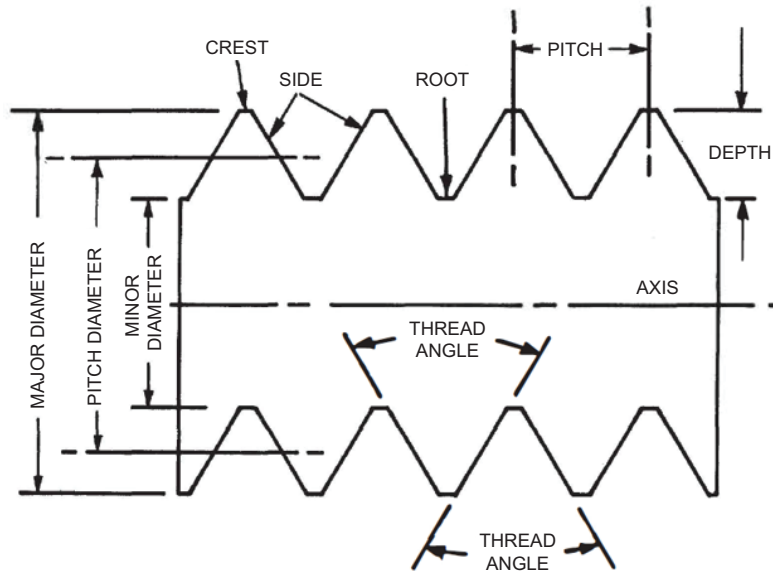 CREST
SIDE
ROOT
PITCH
DEPTH
MAJOR DIAMETER
PITCH DIAMETER
MINOR
DIAMETER
AXIS
THREAD
ANGLE
THREAD
ANGLE